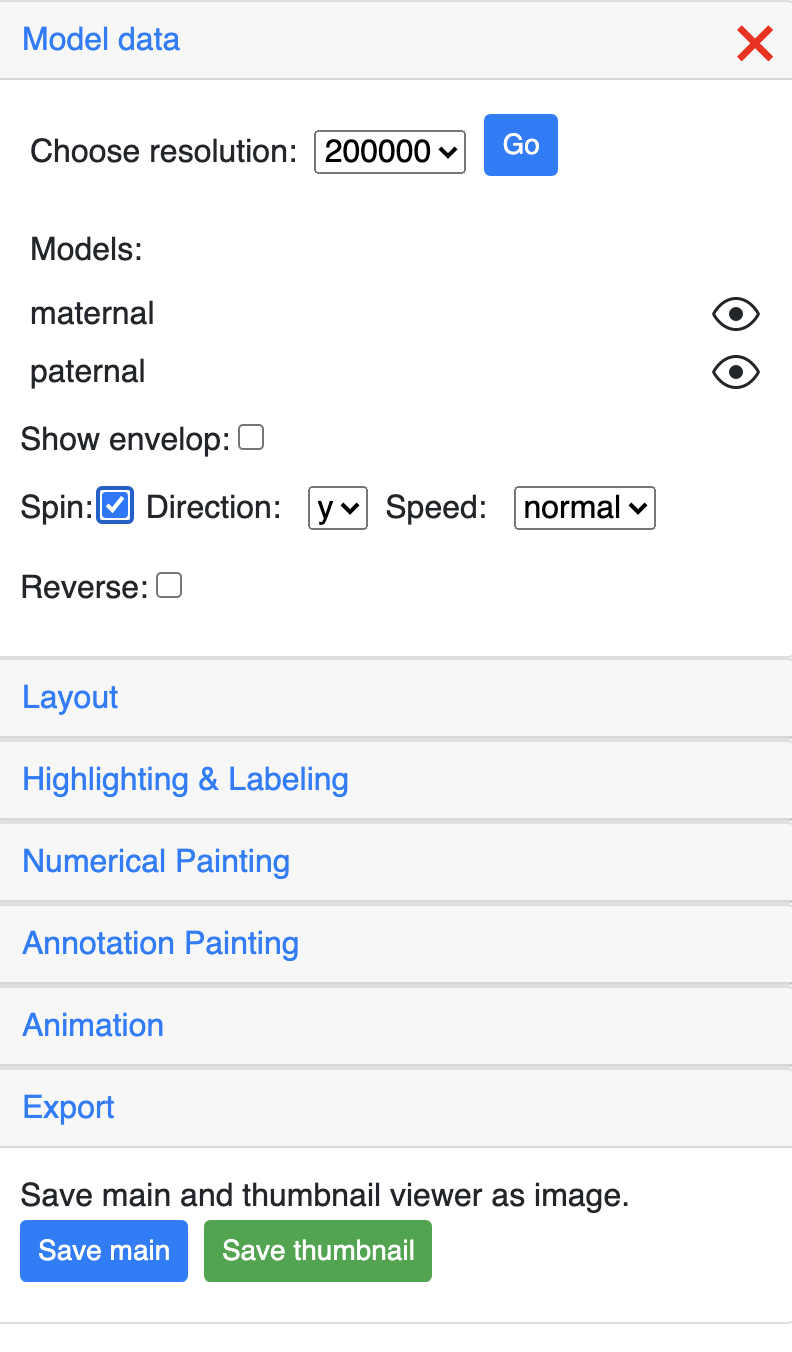 Model data
Choose resolution: 200000 Go
Models:
maternal
paternal
Show envelop:
Spin: Direction: y Speed: normal
Reverse:
Layout
Highlighting & Labeling
Numerical Painting
Annotation Painting
Animation
Export
Save main and thumbnail viewer as image.
Save main Save thumbnail